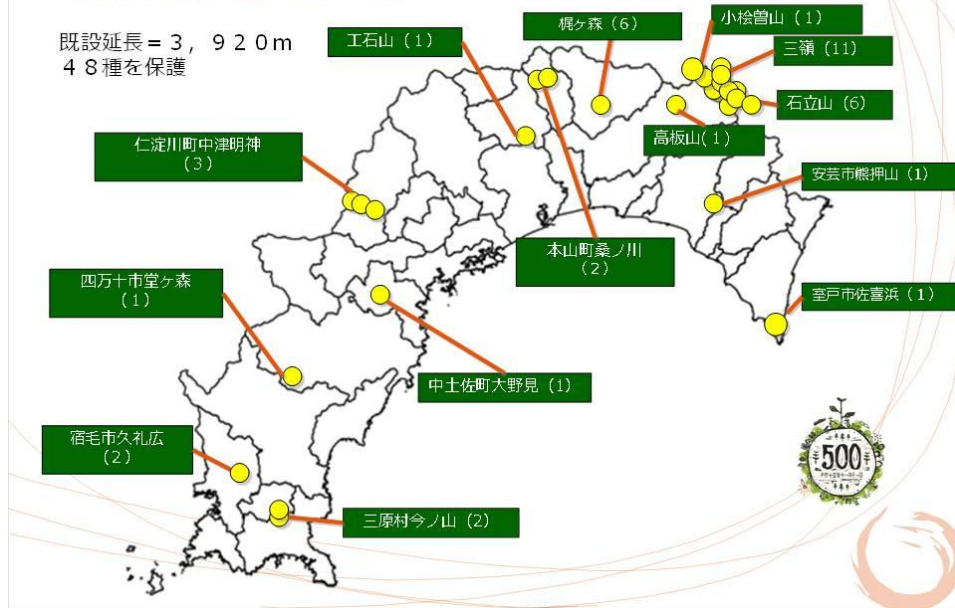 既設延長=3,920m
48種を保護
工石山(1)
梶ヶ森(6)
小桧曽山(1)
三嶺(11)
石立山(6)
高板山(1)
仁淀川町中津明神
(3)
安芸市熊押山(1)
本山町桑ノ川
(2)
四万十市堂ヶ森
(1)
室戸市佐喜浜(1)
中土佐町大野見(1)
宿毛市久礼広
(2)
三原村今ノ山(2)
500